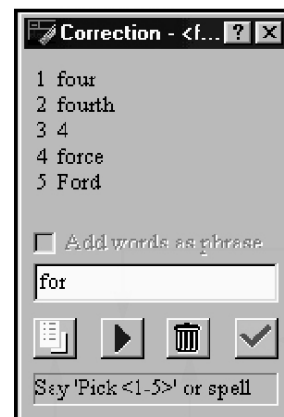 Correction - <f... ? X
1 four
2 fourth
3 4
4 force
5 Ford
Add words as phrase
for
Say 'Pick <1-5>' or spell